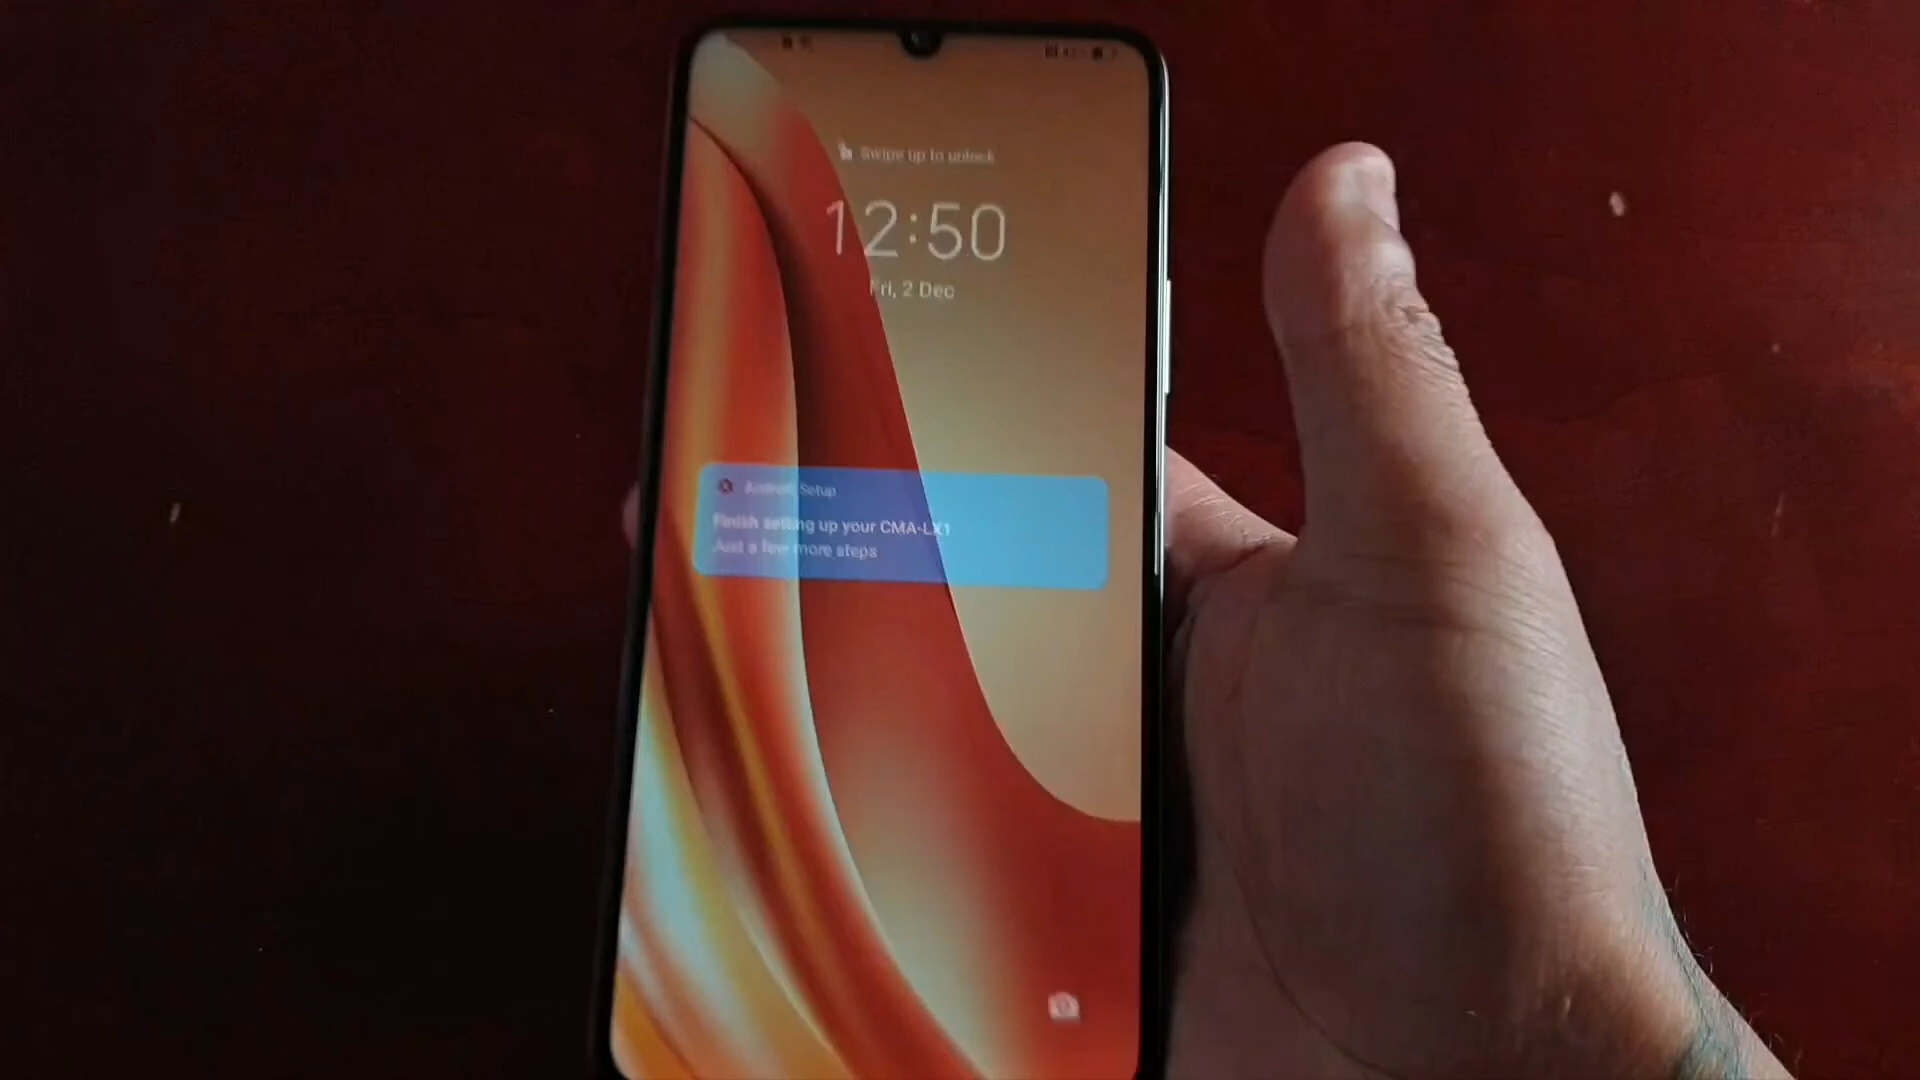 Swipe up to unlock
12:50
Fri, 2 Dec
Android Setup
Finish setting up your CMA-LX1
Just a few more steps